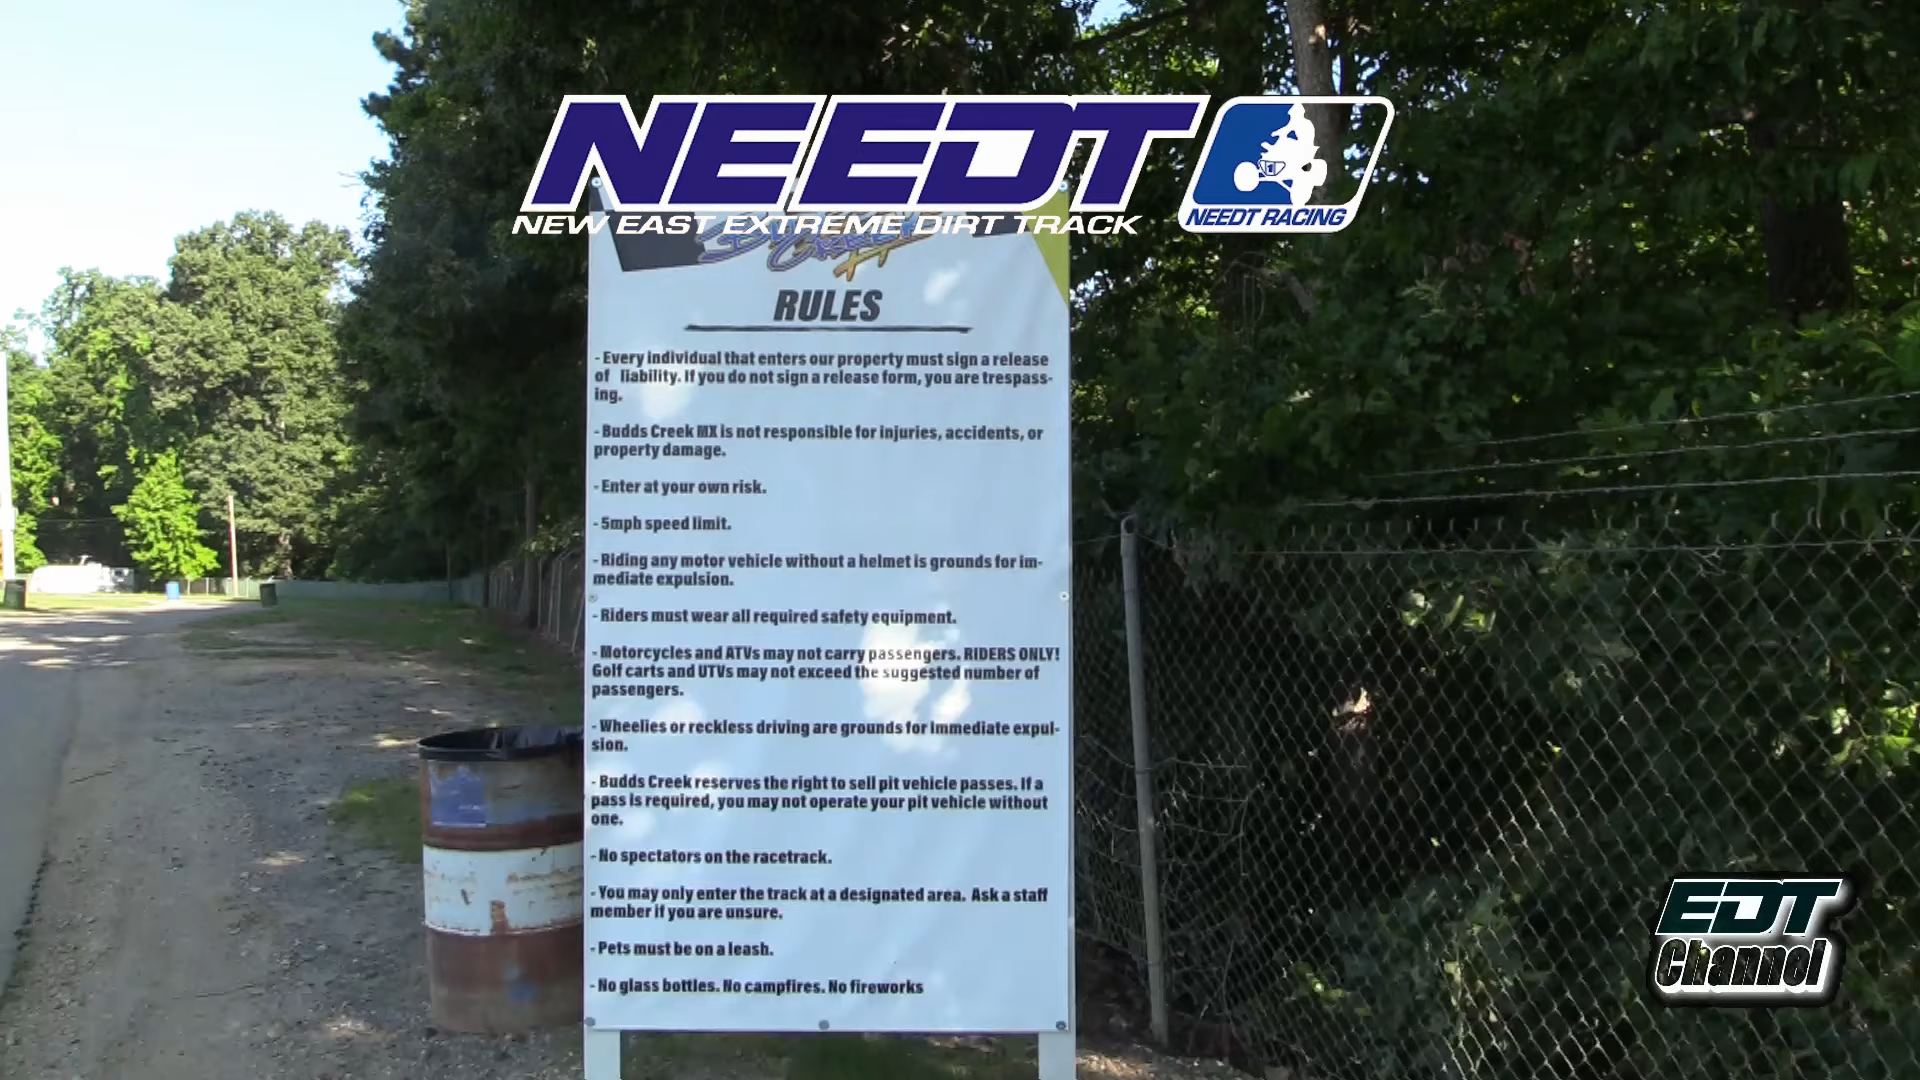 NEEDT
NEW EAST EXTREME DIRT TRACK
NEEDT RACING
CREEK
RULES
- Every individual that enters our property must sign a release
of liability. If you do not sign a release form, you are trespass-
ing.
- Budds Creek MX is not responsible for injuries, accidents, or
property damage.
- Enter at your own risk.
- 5mph speed limit.
- Riding any motor vehicle without a helmet is grounds for im-
mediate expulsion.
- Riders must wear all required safety equipment.
- Motorcycles and ATVs may not carry passengers. RIDERS ONLY!
Golf carts and UTVs may not exceed the suggested number of
passengers.
- Wheelies or reckless driving are grounds for immediate expul-
sion.
- Budds Creek reserves the right to sell pit vehicle passes. If a
pass is required, you may not operate your pit vehicle without
one.
- No spectators on the racetrack.
- You may only enter the track at a designated area. Ask a staff
member if you are unsure.
- Pets must be on a leash.
- No glass bottles. No campfires. No fireworks
EDT
Channel